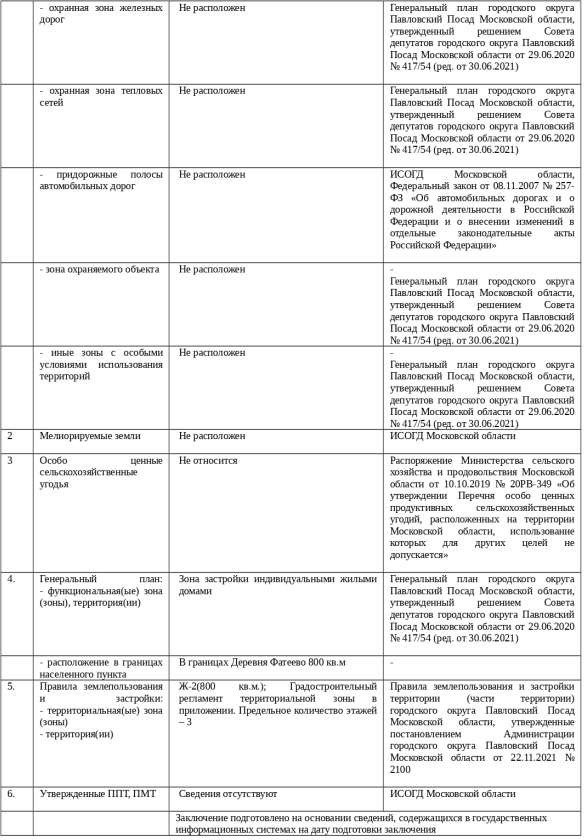 - охранная зона железных дорог
Не расположен
Генеральный план городского округа
Павловский Посад Московской области,
утвержденный решением Совета
депутатов городского округа Павловский
Посад Московской области от 29.06.2020
№ 417/54 (ред. от 30.06.2021)
- охранная зона тепловых
сетей
Не расположен
Генеральный план городского округа
Павловский Посад Московской области,
утвержденный решением Совета
депутатов городского округа Павловский
Посад Московской области от 29.06.2020
№ 417/54 (ред. от 30.06.2021)
- придорожные полосы
автомобильных дорог
Не расположен
ИСОГД Московской области,
Федеральный закон от 08.11.2007 № 257-
ФЗ «Об автомобильных дорогах и о
дорожной деятельности в Российской
Федерации и о внесении изменений в
отдельные законодательные акты
Российской Федерации»
- зона охраняемого объекта
Не расположен
-
Генеральный план городского округа
Павловский Посад Московской области,
утвержденный решением Совета
депутатов городского округа Павловский
Посад Московской области от 29.06.2020
№ 417/54 (ред. от 30.06.2021)
- иные зоны с особыми
условиями использования
территорий
Не расположен
-
Генеральный план городского округа
Павловский Посад Московской области,
утвержденный решением Совета
депутатов городского округа Павловский
Посад Московской области от 29.06.2020
№ 417/54 (ред. от 30.06.2021)
2
Мелиорируемые земли
Не расположен
ИСОГД Московской области
3
Особо ценные
сельскохозяйственные
угодья
Не относится
Распоряжение Министерства сельского
хозяйства и продовольствия Московской
области от 10.10.2019 № 20РВ-349 «Об
утверждении Перечня особо ценных
продуктивных сельскохозяйственных
угодий, расположенных на территории
Московской области, использование
которых для других целей не
допускается»
4.
Генеральный план:
- функциональная(ые) зона
(зоны), территория(ии)
Зона застройки индивидуальными жилыми
домами
Генеральный план городского округа
Павловский Посад Московской области,
утвержденный решением Совета
депутатов городского округа Павловский
Посад Московской области от 29.06.2020
№ 417/54 (ред. от 30.06.2021)
- расположение в границах
населенного пункта
В границах Деревня Фатеево 800 кв.м
-
5.
Правила землепользования
и застройки:
- территориальная(ые) зона
(зоны)
- территория(ии)
Ж-2(800 кв.м.); Градостроительный
регламент территориальной зоны в
приложении. Предельное количество этажей
– 3
Правила землепользования и застройки
территории (части территории)
городского округа Павловский Посад
Московской области, утвержденные
постановлением Администрации
городского округа Павловский Посад
Московской области от 22.11.2021 №
2100
6.
Утвержденные ППТ, ПМТ
Сведения отсутствуют
ИСОГД Московской области
Заключение подготовлено на основании сведений, содержащихся в государственных
информационных системах на дату подготовки заключения